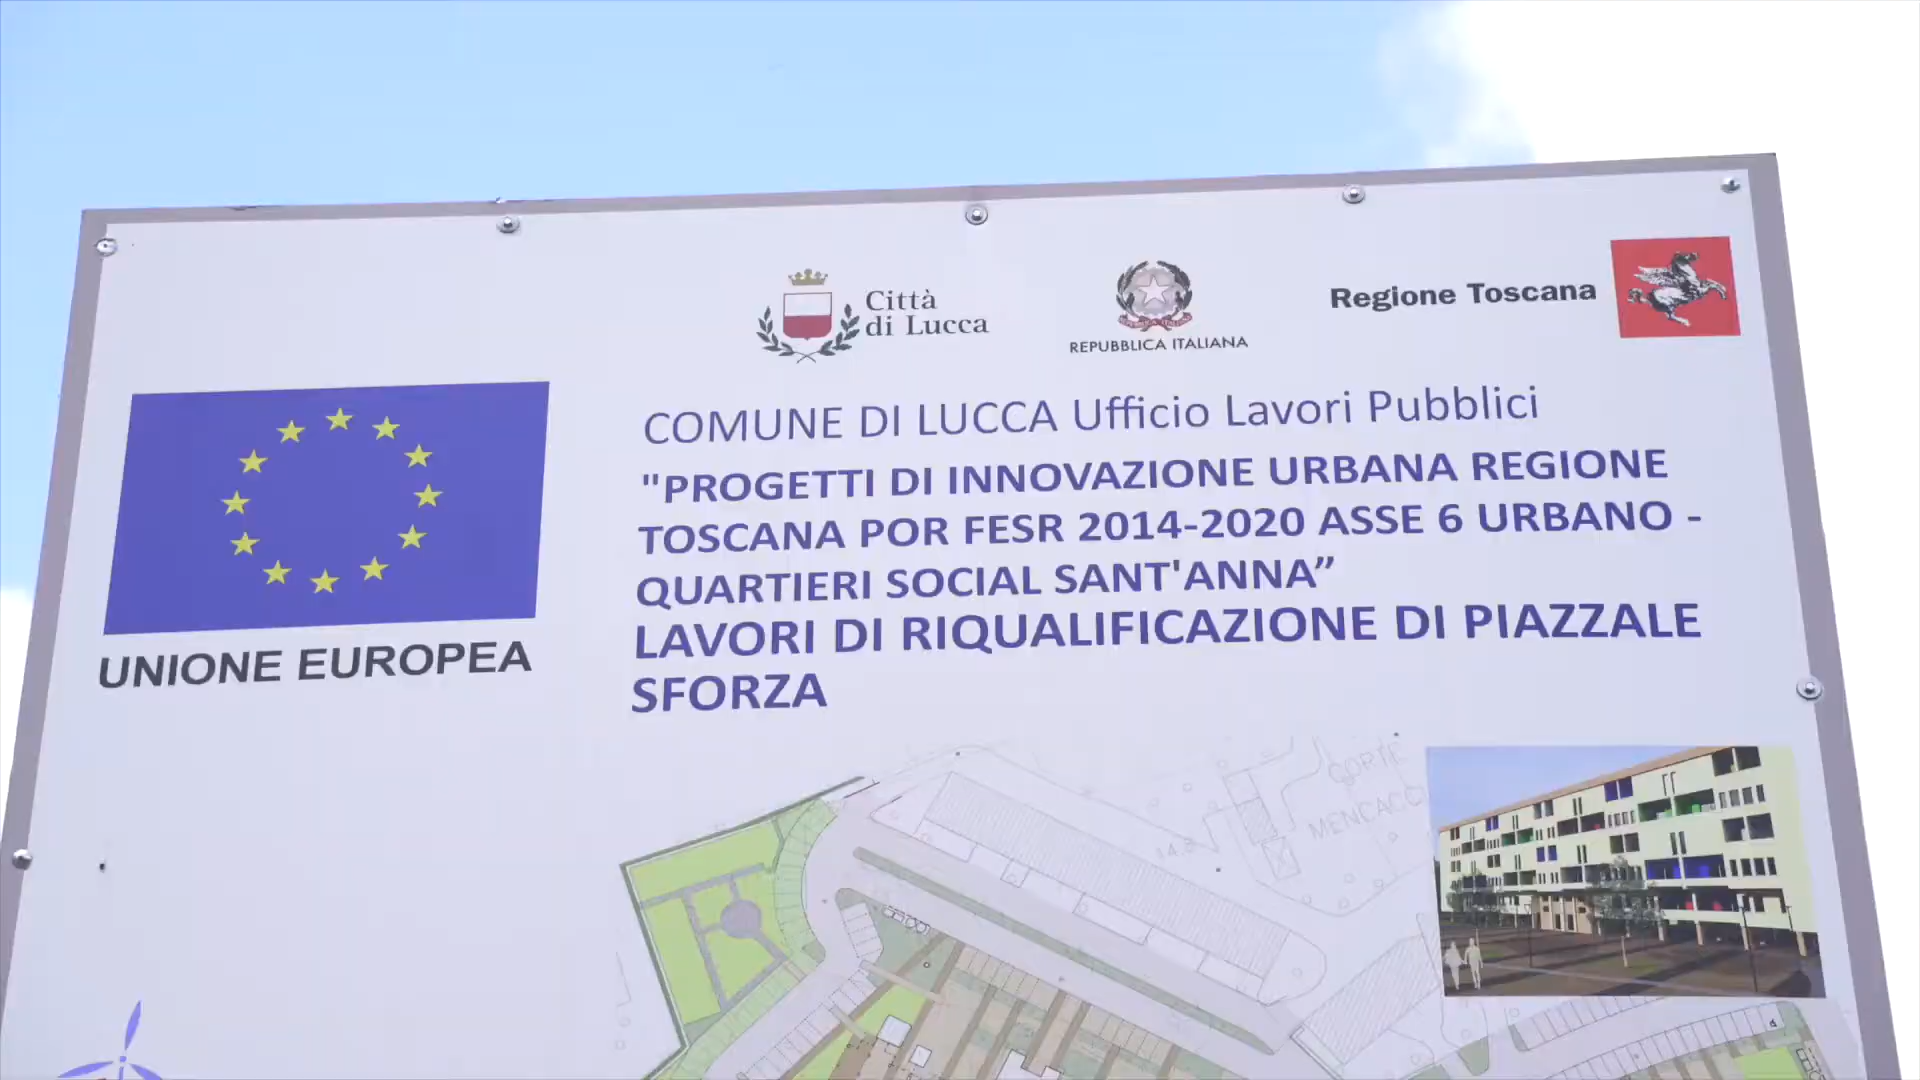 Città
di Lucca
REPUBBLICA ITALIANA
Regione Toscana
UNIONE EUROPEA
COMUNE DI LUCCA Ufficio Lavori Pubblici
"PROGETTI DI INNOVAZIONE URBANA REGIONE
TOSCANA POR FESR 2014-2020 ASSE 6 URBANO -
QUARTIERI SOCIAL SANT'ANNA”
LAVORI DI RIQUALIFICAZIONE DI PIAZZALE
SFORZA
CORTE